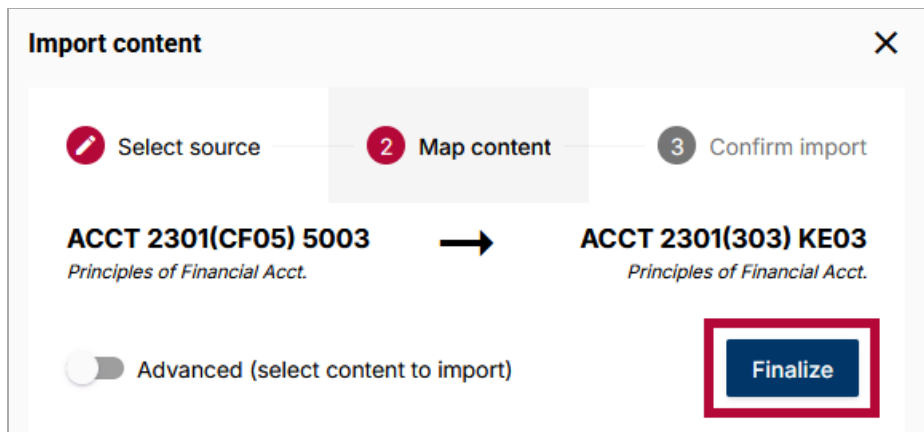 Import content
Select source
2 Map content
3 Confirm import
ACCT 2301(CF05) 5003
ACCT 2301(303) KE03
Principles of Financial Acct.
Principles of Financial Acct.
Advanced (select content to import)
Finalize